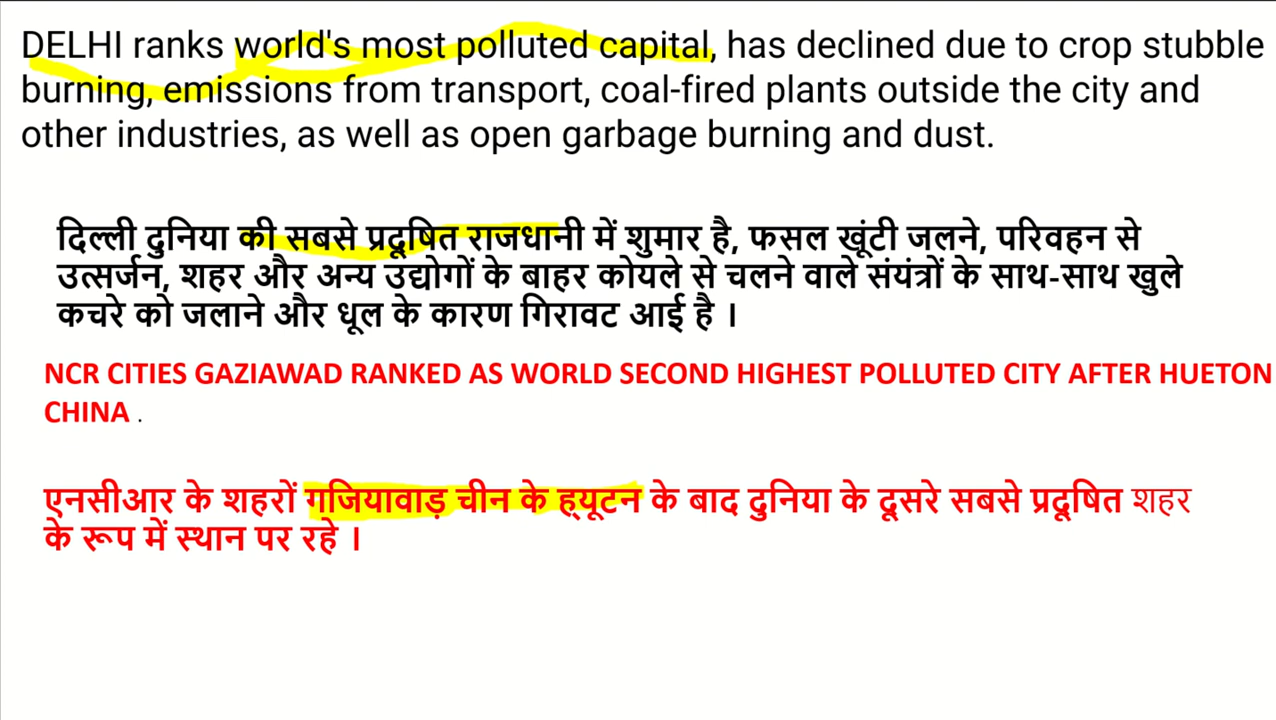 DELHI ranks world's most polluted capital, has declined due to crop stubble
burning, emissions from transport, coal-fired plants outside the city and
other industries, as well as open garbage burning and dust.
दिल्ली दुनिया की सबसे प्रदूषित राजधानी में शुमार है, फसल खूंटी जलने, परिवहन से
उत्सर्जन, शहर और अन्य उद्योगों के बाहर कोयले से चलने वाले संयंत्रों के साथ-साथ खुले
कचरे को जलाने और धूल के कारण गिरावट आई है ।
NCR CITIES GAZIAWAD RANKED AS WORLD SECOND HIGHEST POLLUTED CITY AFTER HUETON
CHINA .
एनसीआर के शहरों गजियावाड़ चीन के ह्यूटन के बाद दुनिया के दूसरे सबसे प्रदूषित शहर
के रूप में स्थान पर रहे ।